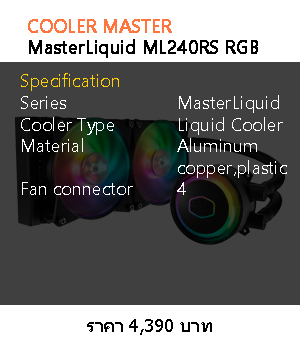 COOLER MASTER
MasterLiquid ML240RS RGB
Specification
Series MasterLiquid
Cooler Type Liquid Cooler
Material Aluminum
copper,plastic
Fan connector 4
ราคา 4,390 บาท